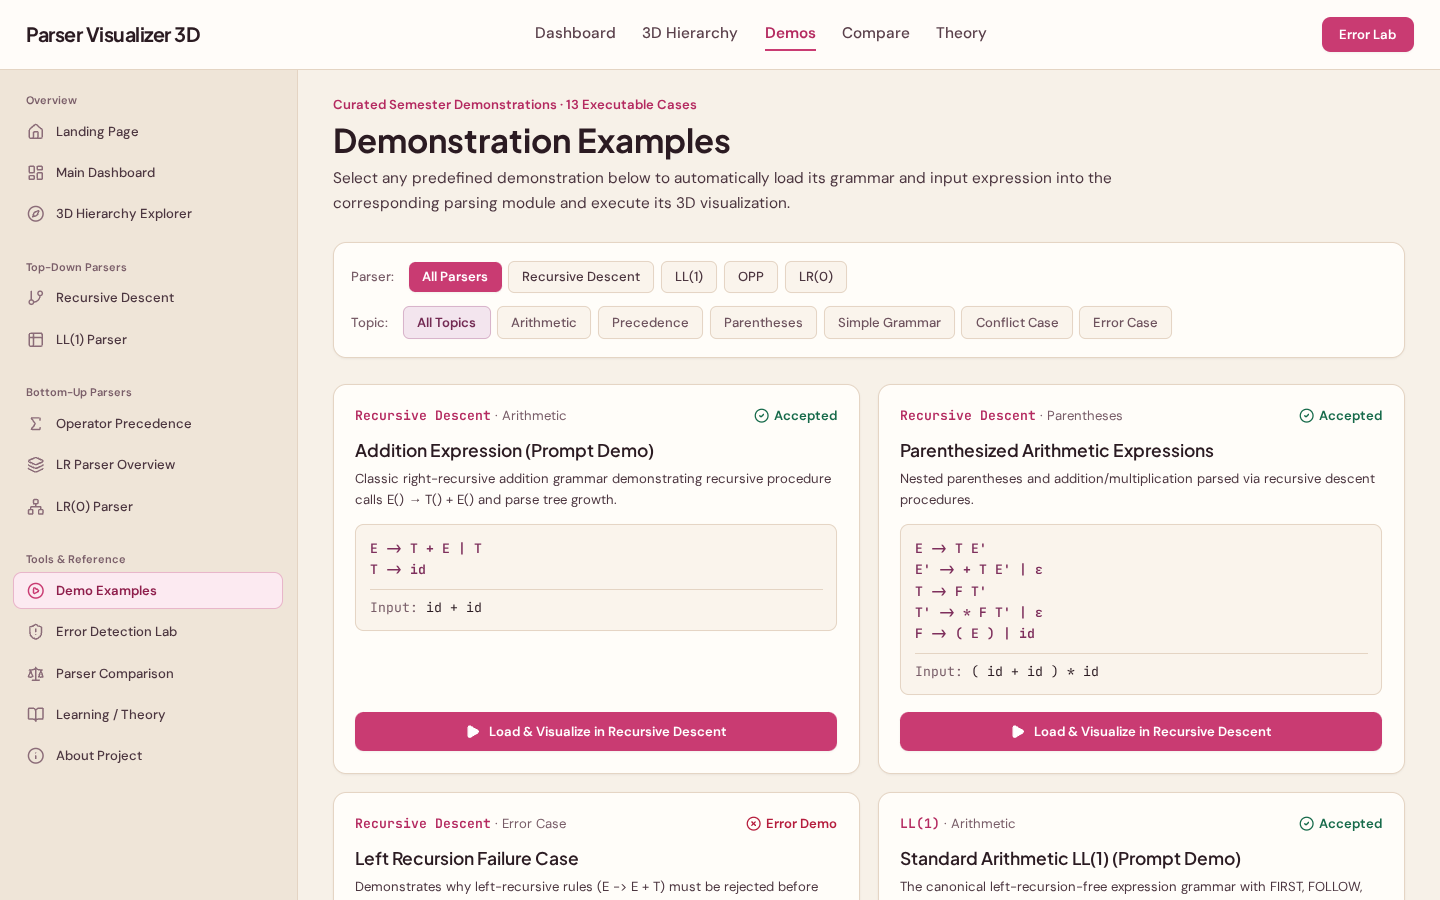 Parser Visualizer 3D
Dashboard
3D Hierarchy
Demos
Compare
Theory
Error Lab
Overview
Landing Page
Main Dashboard
3D Hierarchy Explorer
Top-Down Parsers
Recursive Descent
LL(1) Parser
Bottom-Up Parsers
Operator Precedence
LR Parser Overview
LR(0) Parser
Tools & Reference
Demo Examples
Error Detection Lab
Parser Comparison
Learning / Theory
About Project
Curated Semester Demonstrations · 13 Executable Cases
Demonstration Examples
Select any predefined demonstration below to automatically load its grammar and input expression into the
corresponding parsing module and execute its 3D visualization.
Parser: All Parsers Recursive Descent LL(1) OPP LR(0)
Topic: All Topics Arithmetic Precedence Parentheses Simple Grammar Conflict Case Error Case
Recursive Descent · Arithmetic Accepted
Addition Expression (Prompt Demo)
Classic right-recursive addition grammar demonstrating recursive procedure
calls E() → T() + E() and parse tree growth.
E → T + E | T
T → id
Input: id + id
Load & Visualize in Recursive Descent
Recursive Descent · Parentheses Accepted
Parenthesized Arithmetic Expressions
Nested parentheses and addition/multiplication parsed via recursive descent
procedures.
E → T E'
E' → + T E' | ε
T → F T'
T' → * F T' | ε
F → ( E ) | id
Input: ( id + id ) * id
Load & Visualize in Recursive Descent
Recursive Descent · Error Case Error Demo
Left Recursion Failure Case
Demonstrates why left-recursive rules (E -> E + T) must be rejected before
LL(1) · Arithmetic Accepted
Standard Arithmetic LL(1) (Prompt Demo)
The canonical left-recursion-free expression grammar with FIRST, FOLLOW,